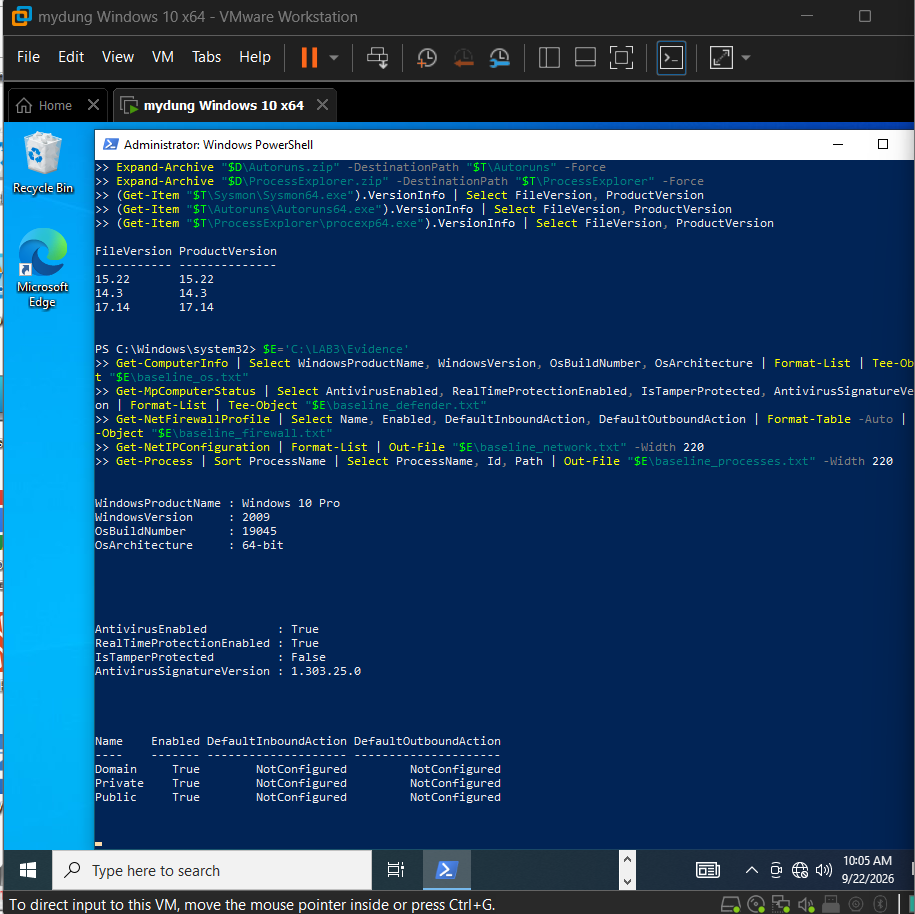 mydung Windows 10 x64 - VMware Workstation
File Edit View VM Tabs Help
Home
mydung Windows 10 x64
Recycle Bin
Microsoft
Edge
Administrator: Windows PowerShell
>> Expand-Archive "$D\Autoruns.zip" -DestinationPath "$T\Autoruns" -Force
>> Expand-Archive "$D\ProcessExplorer.zip" -DestinationPath "$T\ProcessExplorer" -Force
>> (Get-Item "$T\Sysmon\Sysmon64.exe").VersionInfo | Select FileVersion, ProductVersion
>> (Get-Item "$T\Autoruns\Autoruns64.exe").VersionInfo | Select FileVersion, ProductVersion
>> (Get-Item "$T\ProcessExplorer\procexp64.exe").VersionInfo | Select FileVersion, ProductVersion
FileVersion ProductVersion
----------- --------------
15.22 15.22
14.3 14.3
17.14 17.14
PS C:\Windows\system32> $E='C:\LAB3\Evidence'
>> Get-ComputerInfo | Select WindowsProductName, WindowsVersion, OsBuildNumber, OsArchitecture | Format-List | Tee-Ob
t "$E\baseline_os.txt"
>> Get-MpComputerStatus | Select AntivirusEnabled, RealTimeProtectionEnabled, IsTamperProtected, AntivirusSignatureVe
on | Format-List | Tee-Object "$E\baseline_defender.txt"
>> Get-NetFirewallProfile | Select Name, Enabled, DefaultInboundAction, DefaultOutboundAction | Format-Table -Auto |
-Object "$E\baseline_firewall.txt"
>> Get-NetIPConfiguration | Format-List | Out-File "$E\baseline_network.txt" -Width 220
>> Get-Process | Sort ProcessName | Select ProcessName, Id, Path | Out-File "$E\baseline_processes.txt" -Width 220
WindowsProductName : Windows 10 Pro
WindowsVersion : 2009
OsBuildNumber : 19045
OsArchitecture : 64-bit
AntivirusEnabled : True
RealTimeProtectionEnabled : True
IsTamperProtected : False
AntivirusSignatureVersion : 1.303.25.0
Name Enabled DefaultInboundAction DefaultOutboundAction
---- ------- -------------------- ---------------------
Domain True NotConfigured NotConfigured
Private True NotConfigured NotConfigured
Public True NotConfigured NotConfigured
Type here to search
10:05 AM
9/22/2026
To direct input to this VM, move the mouse pointer inside or press Ctrl+G.